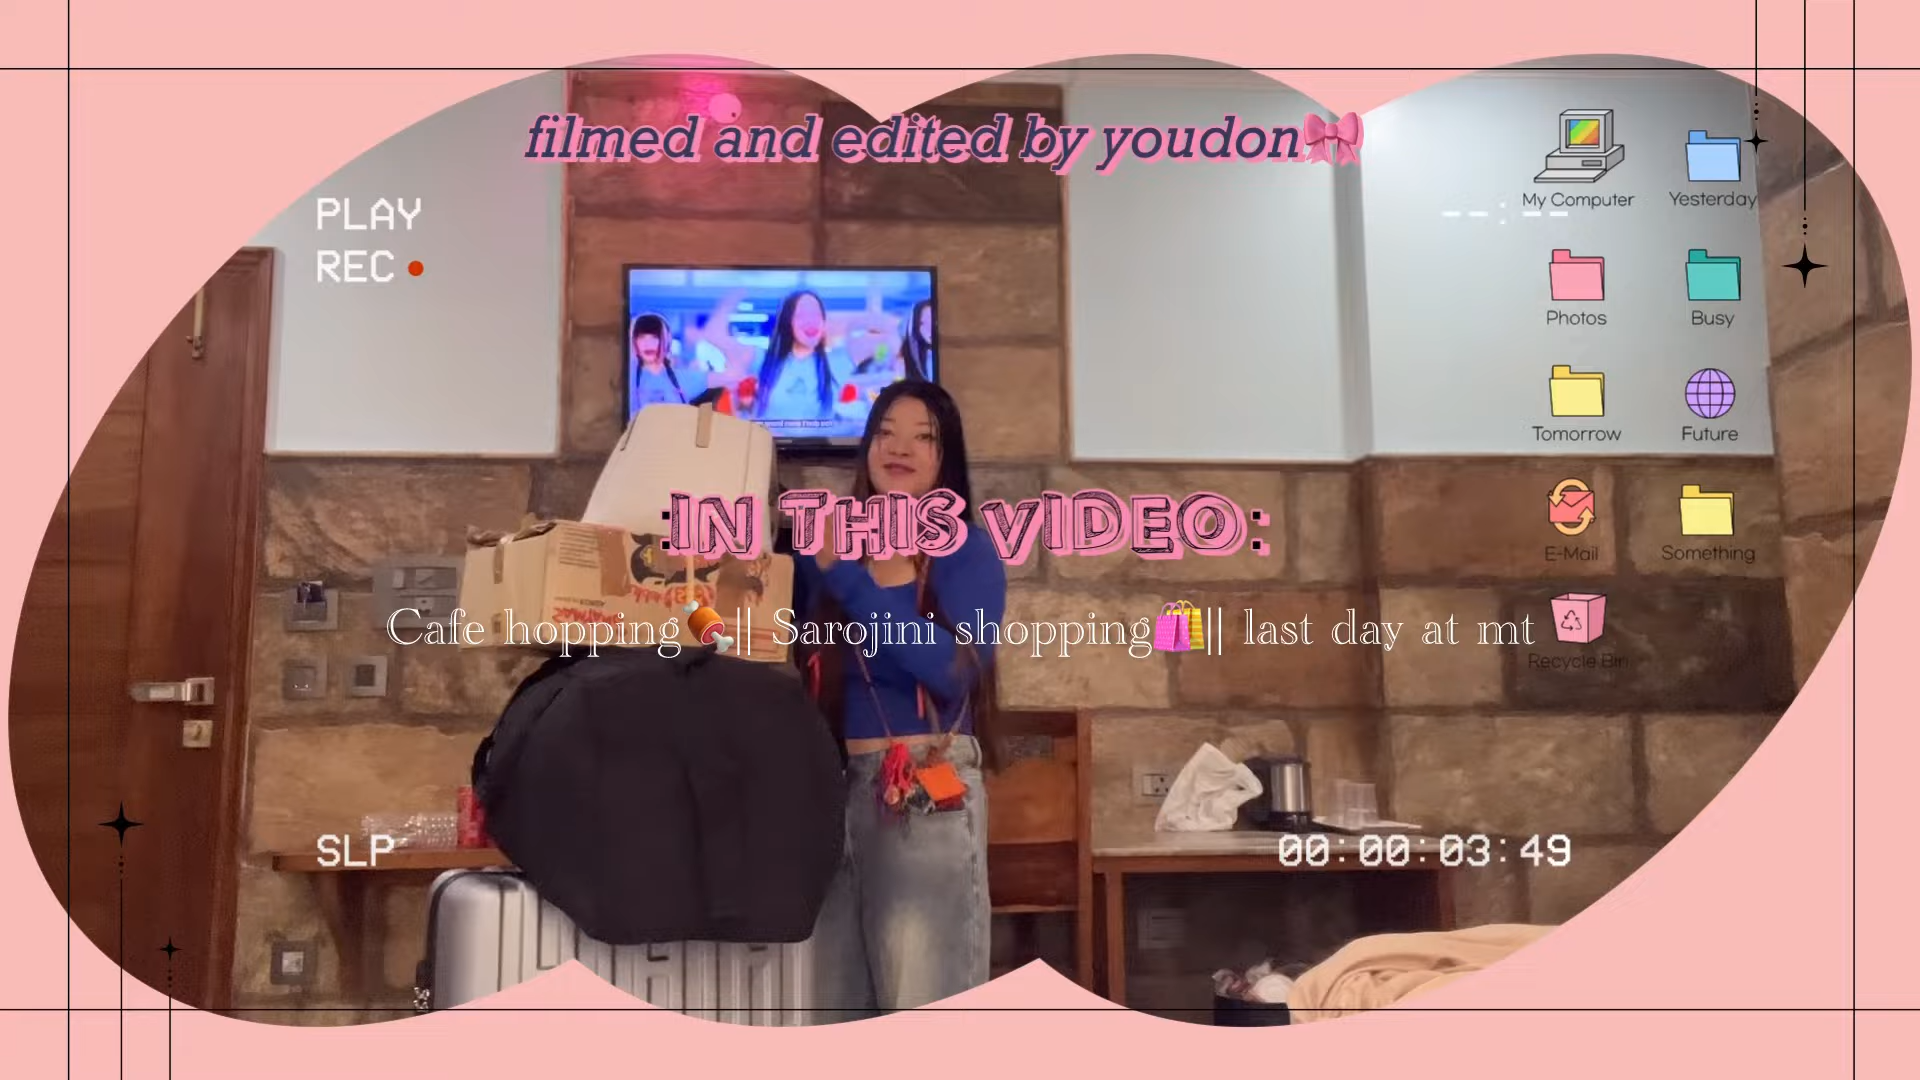 filmed and edited by youdon🎀
PLAY
REC
--:--
My Computer
Yesterday
Photos
Busy
Tomorrow
Future
:IN THIS VIDEO:
E-Mail
Something
Cafe hopping🍖|| Sarojini shopping🛍️|| last day at mt
Recycle Bin
SLP
00:00:03:49